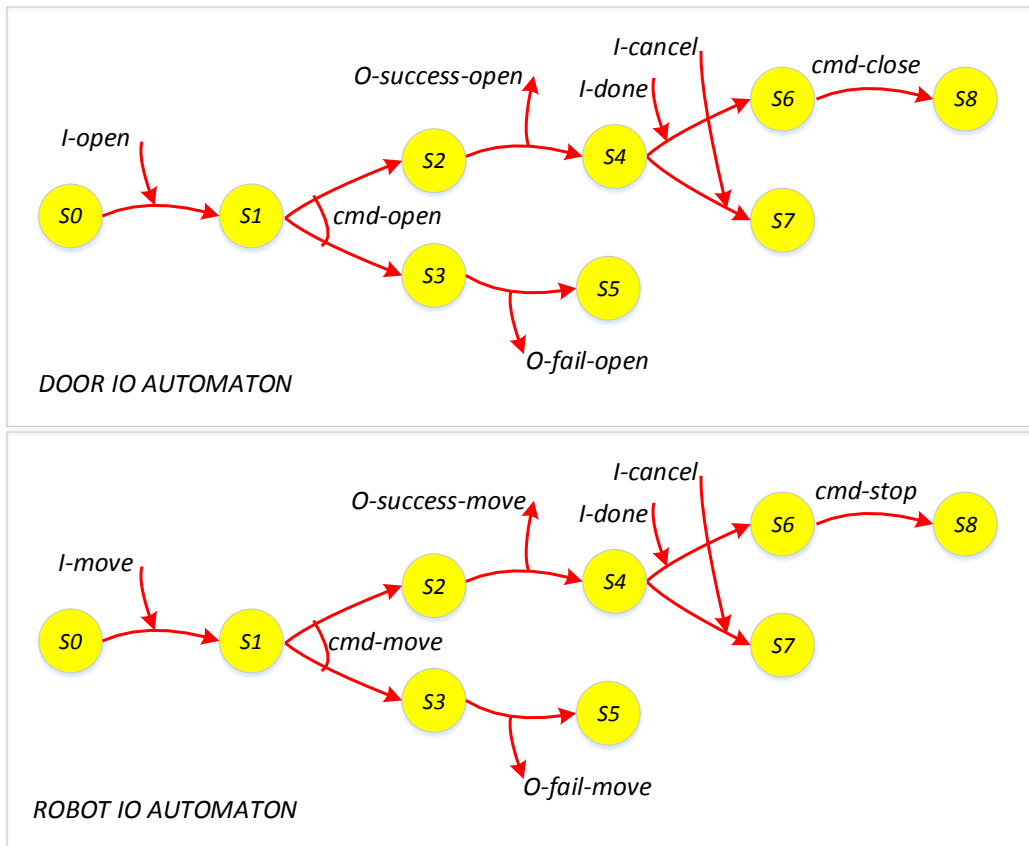 I-cancel
O-success-open
I-done
cmd-close
S6
S8
I-open
S2
S4
S0
S1
cmd-open
S7
S3
S5
O-fail-open
DOOR IO AUTOMATON
I-cancel
O-success-move
I-done
cmd-stop
S6
S8
I-move
S2
S4
S0
S1
cmd-move
S7
S3
S5
O-fail-move
ROBOT IO AUTOMATON